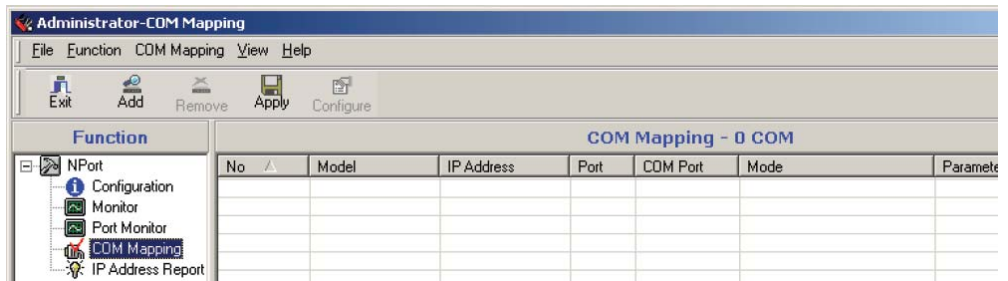 Administrator-COM Mapping
File Function COM Mapping View Help
Exit Add Remove Apply Configure
Function
COM Mapping - 0 COM
No Model IP Address Port COM Port Mode Paramete
NPort
Configuration
Monitor
Port Monitor
COM Mapping
IP Address Report